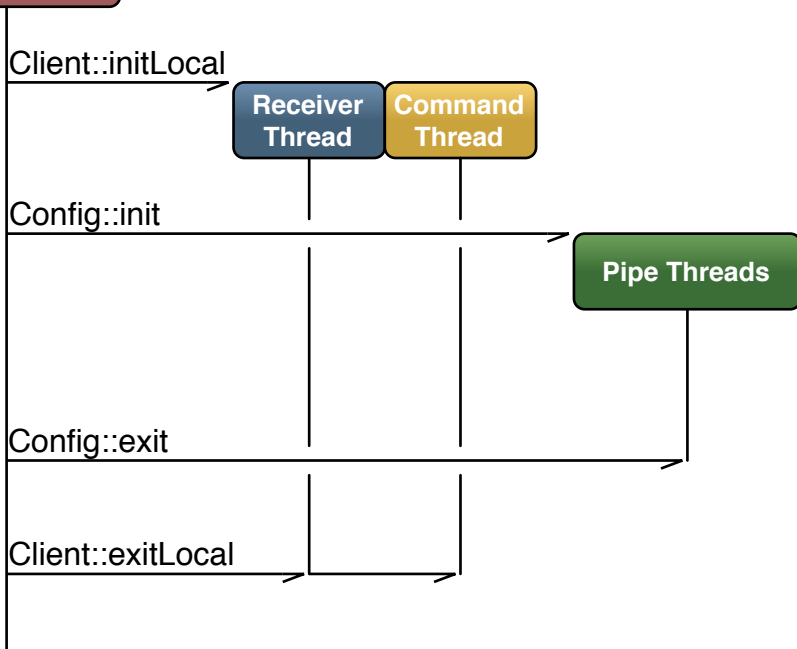 Client::initLocal
Receiver
Thread
Command
Thread
Config::init
Pipe Threads
Config::exit
Client::exitLocal